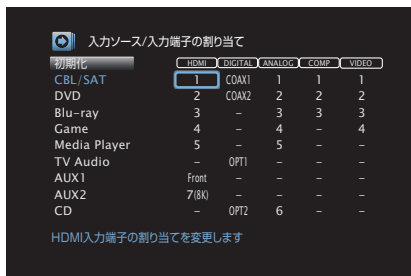 入力ソース/入力端子の割り当て
初期化 HDMI DIGITAL ANALOG COMP VIDEO
CBL/SAT 1 COAX1 1 1 1
DVD 2 COAX2 2 2 2
Blu-ray 3 – 3 3 3
Game 4 – 4 – 4
Media Player 5 – 5 – –
TV Audio – OPT1 – – –
AUX1 Front – – – –
AUX2 7(8K) – – – –
CD – OPT2 6 – –
HDMI入力端子の割り当てを変更します